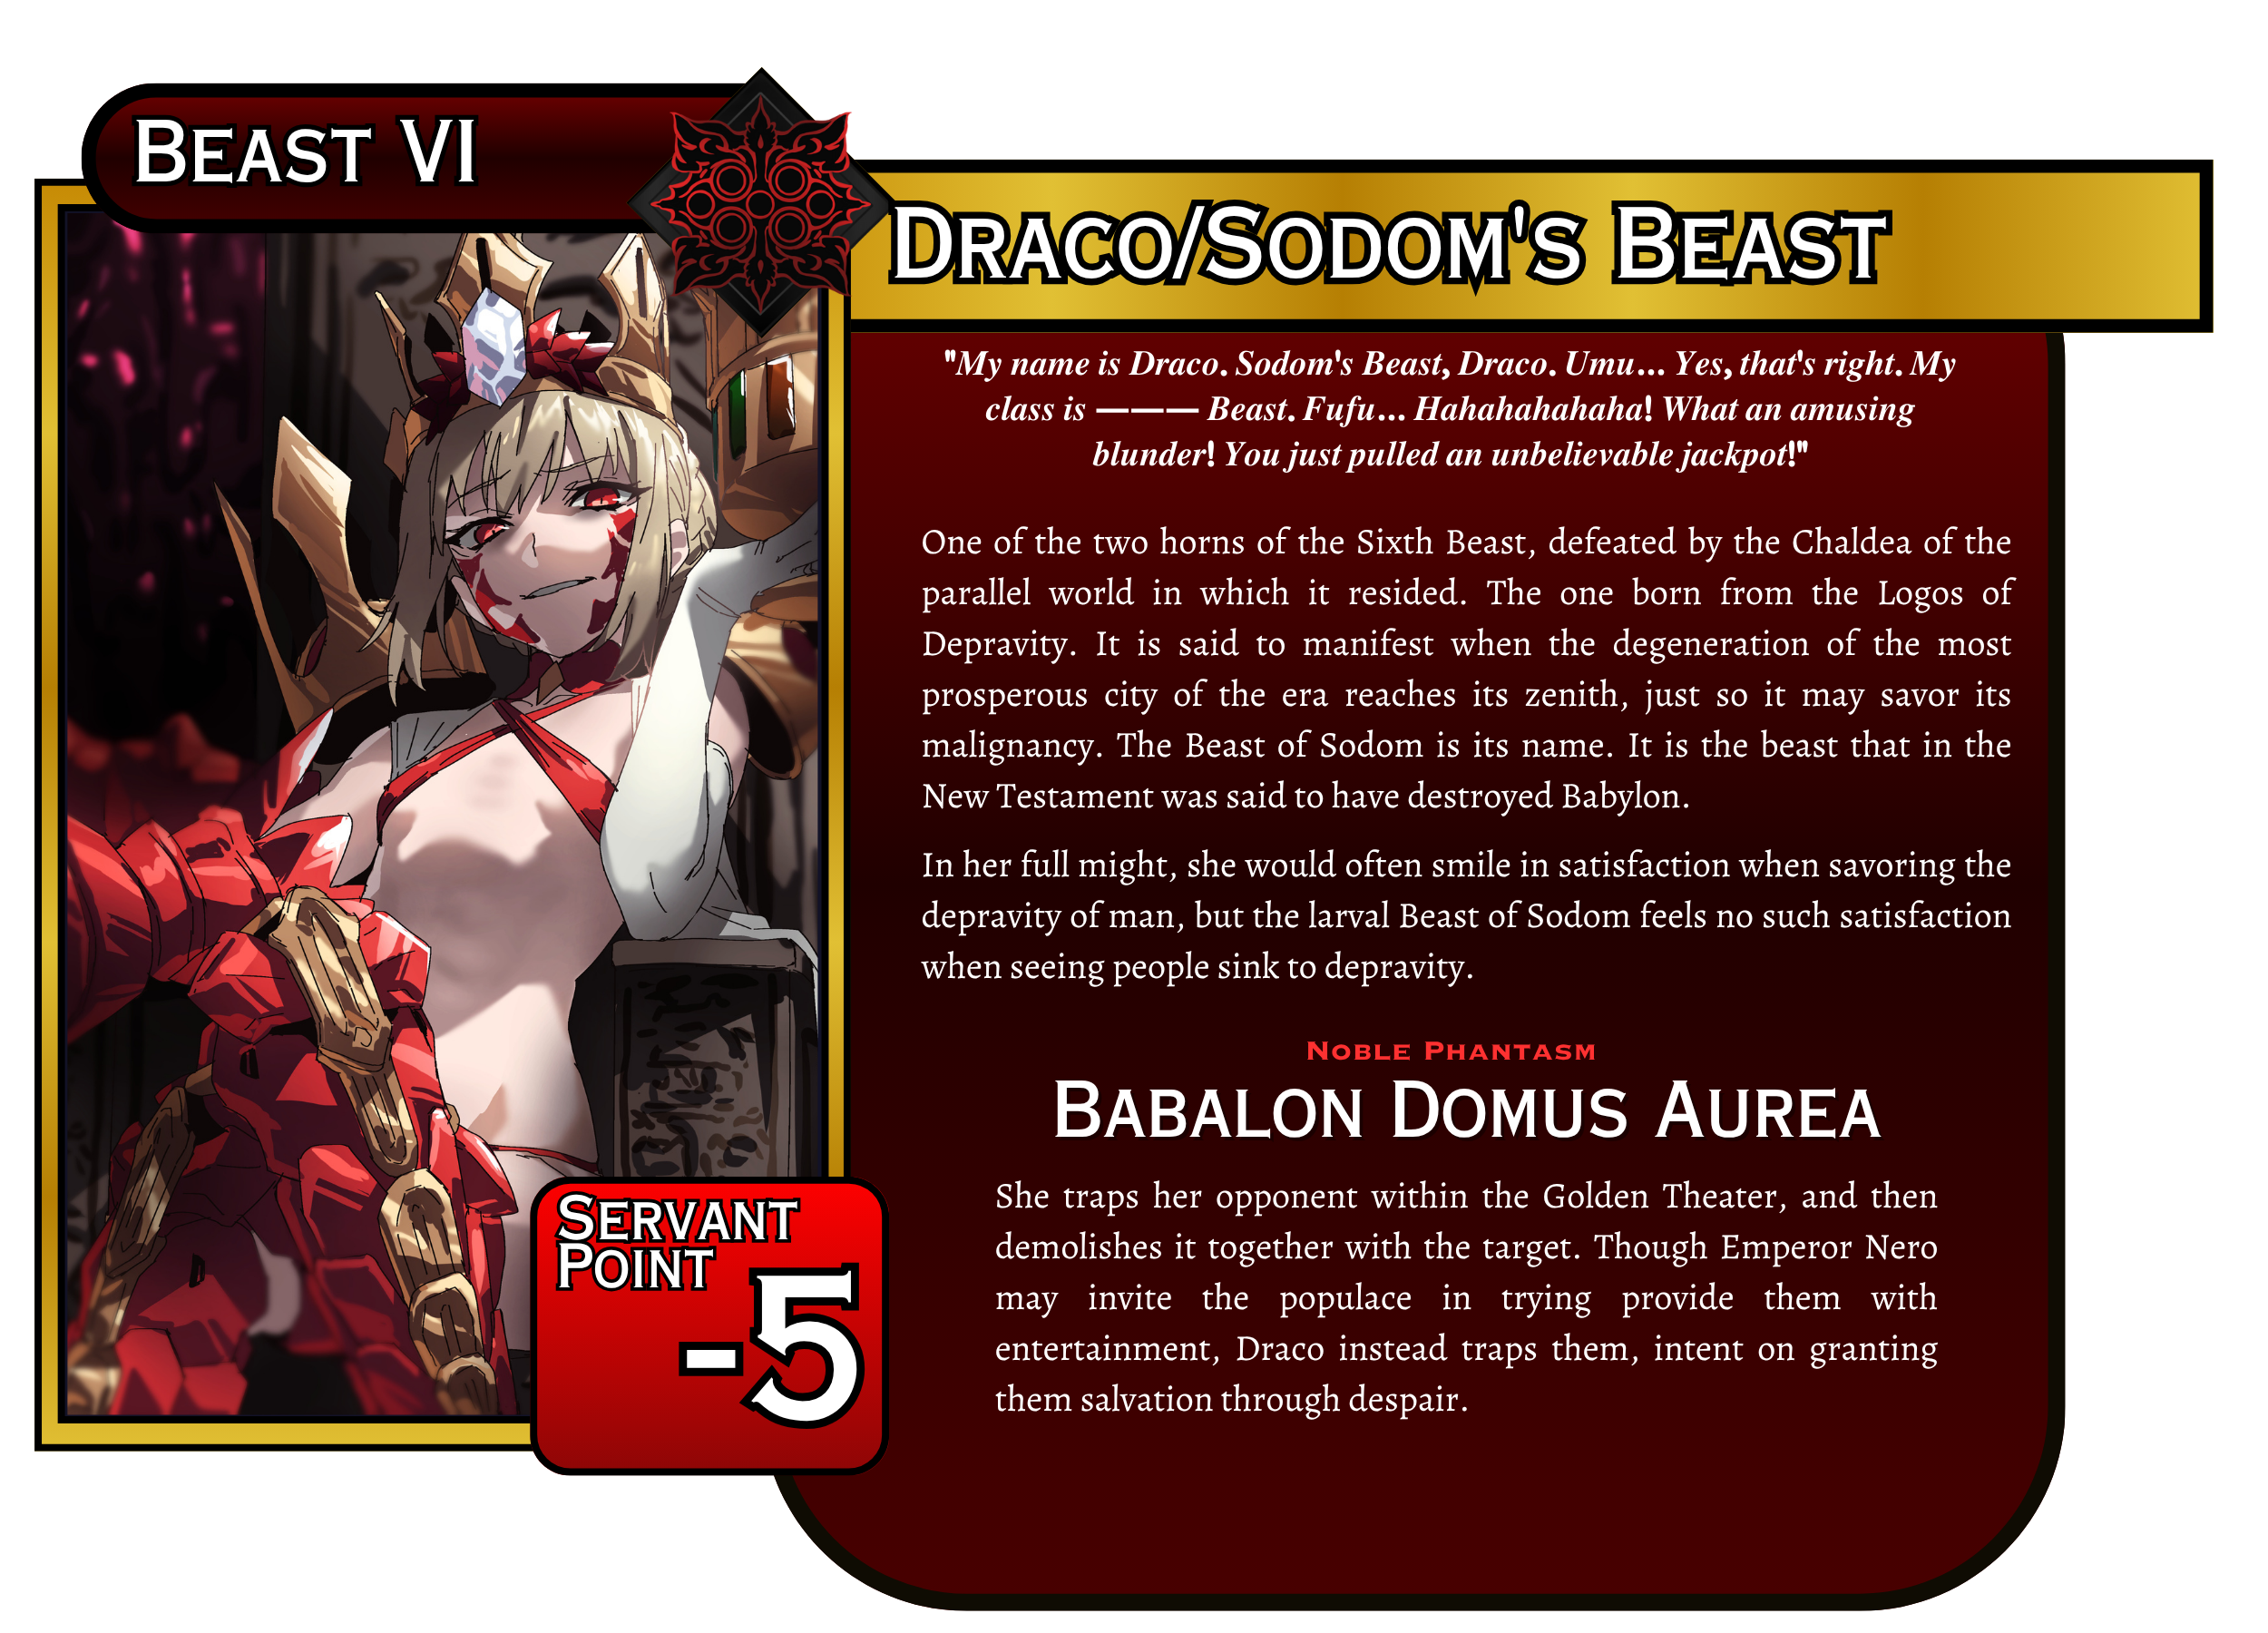 Beast VI
Draco/Sodom's Beast
"My name is Draco. Sodom's Beast, Draco. Umu... Yes, that's right. My
class is ——— Beast. Fufu... Hahahahahaha! What an amusing
blunder! You just pulled an unbelievable jackpot!"
One of the two horns of the Sixth Beast, defeated by the Chaldea of the
parallel world in which it resided. The one born from the Logos of
Depravity. It is said to manifest when the degeneration of the most
prosperous city of the era reaches its zenith, just so it may savor its
malignancy. The Beast of Sodom is its name. It is the beast that in the
New Testament was said to have destroyed Babylon.
In her full might, she would often smile in satisfaction when savoring the
depravity of man, but the larval Beast of Sodom feels no such satisfaction
when seeing people sink to depravity.
Noble Phantasm
Babalon Domus Aurea
She traps her opponent within the Golden Theater, and then
demolishes it together with the target. Though Emperor Nero
may invite the populace in trying provide them with
entertainment, Draco instead traps them, intent on granting
them salvation through despair.
Servant
Point
-5